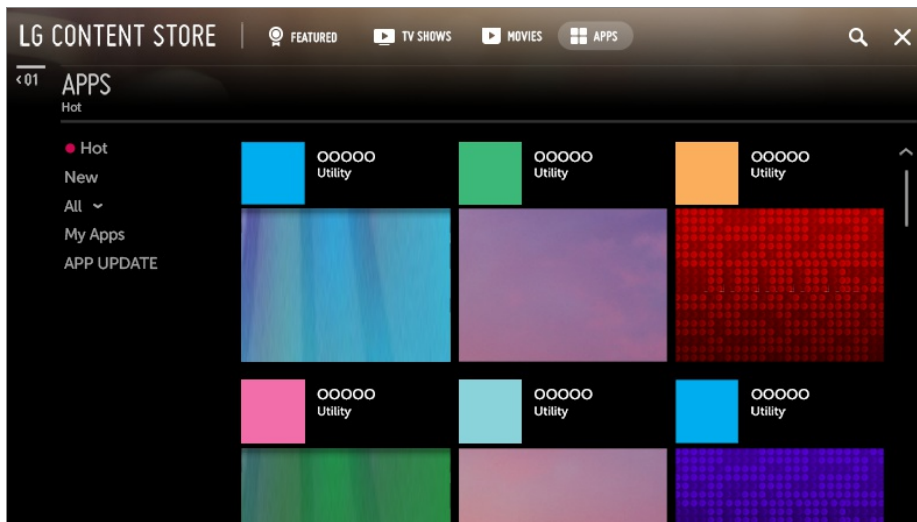 LG CONTENT STORE FEATURED TV SHOWS MOVIES APPS
<01 APPS
Hot
Hot
New
All
My Apps
APP UPDATE
OOOOO
Utility
OOOOO
Utility
OOOOO
Utility
OOOOO
Utility
OOOOO
Utility
OOOOO
Utility